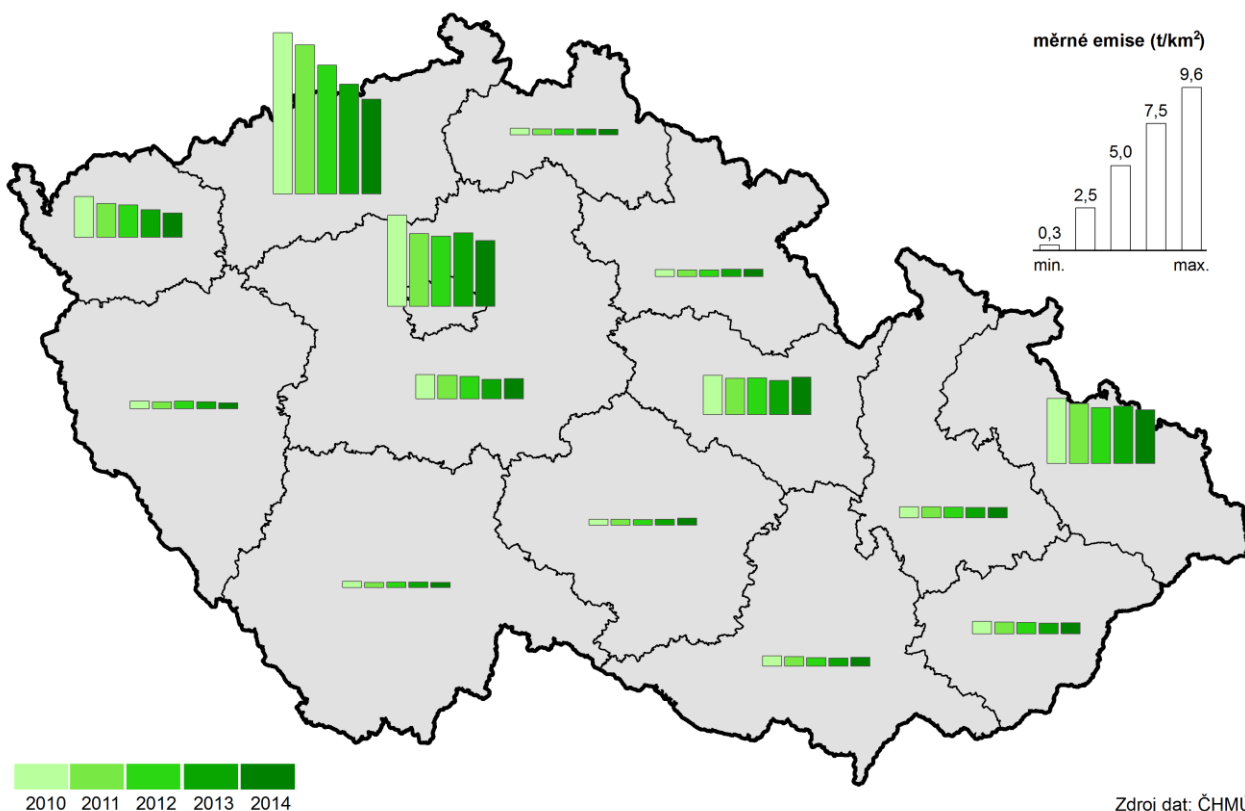 měrné emise (t/km²)
9,6
7,5
5,0
2,5
0,3
min.
max.
2010 2011 2012 2013 2014
Zdroj dat: ČHMÚ